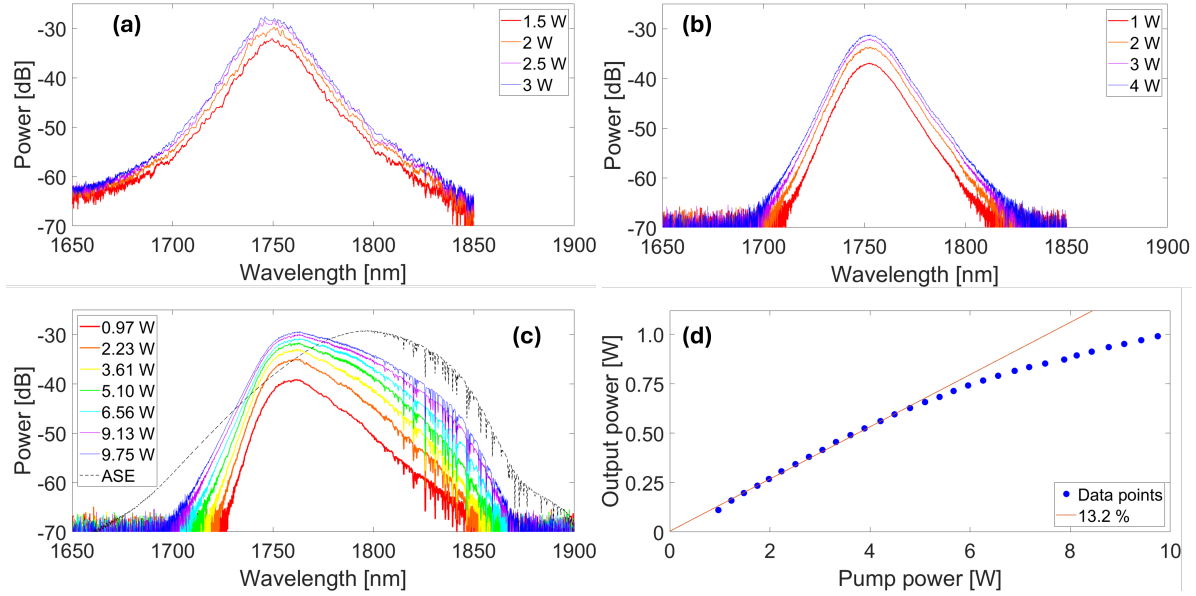 (a)
1.5 W
2 W
2.5 W
3 W
Power [dB]
-30
-40
-50
-60
-70
1650 1700 1750 1800 1850 1900
Wavelength [nm]
(b)
1 W
2 W
3 W
4 W
Power [dB]
-30
-40
-50
-60
-70
1650 1700 1750 1800 1850 1900
Wavelength [nm]
(c)
0.97 W
2.23 W
3.61 W
5.10 W
6.56 W
9.13 W
9.75 W
ASE
Power [dB]
-30
-40
-50
-60
-70
1650 1700 1750 1800 1850 1900
Wavelength [nm]
(d)
Output power [W]
1.0
0.75
0.50
0.25
0
0 2 4 6 8 10
Pump power [W]
Data points
13.2 %